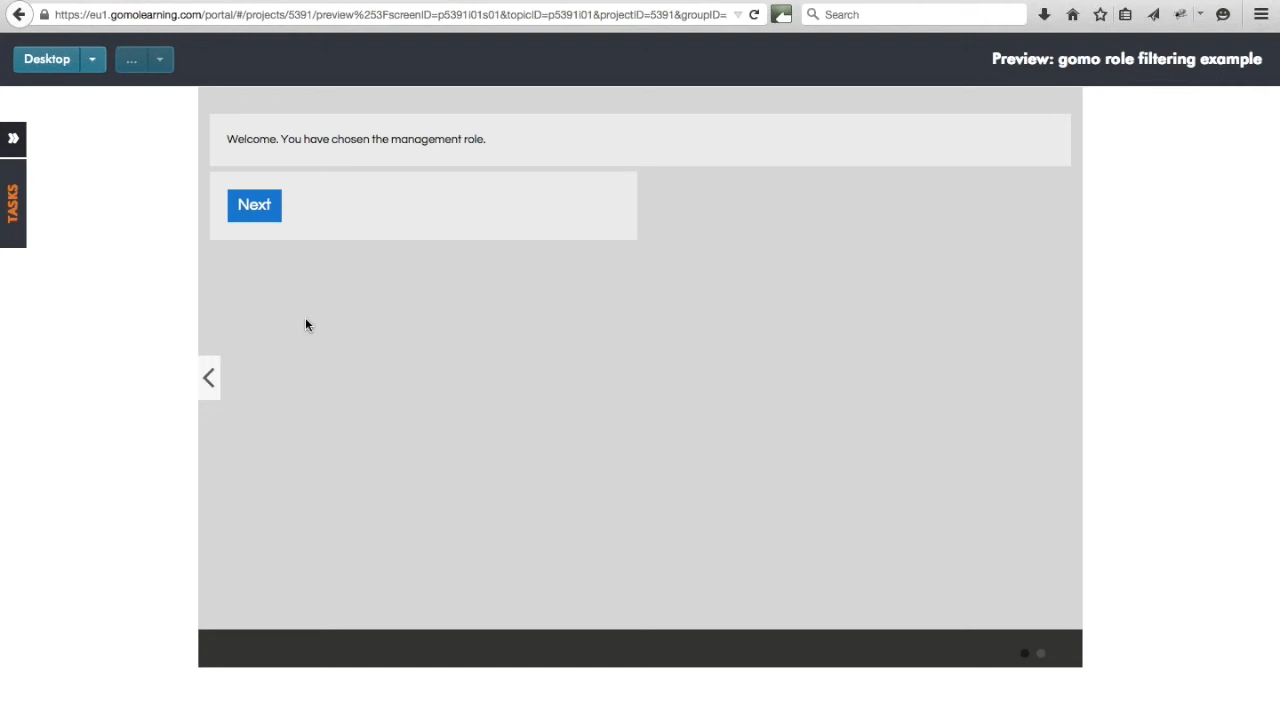 https://eu1.gomolearning.com/portal/#/projects/5391/preview%253FscreenID=p5391i01s01&topicID=p5391i01&projectID=5391&groupID=
Search
Desktop
...
Preview: gomo role filtering example
TASKS
Welcome. You have chosen the management role.
Next